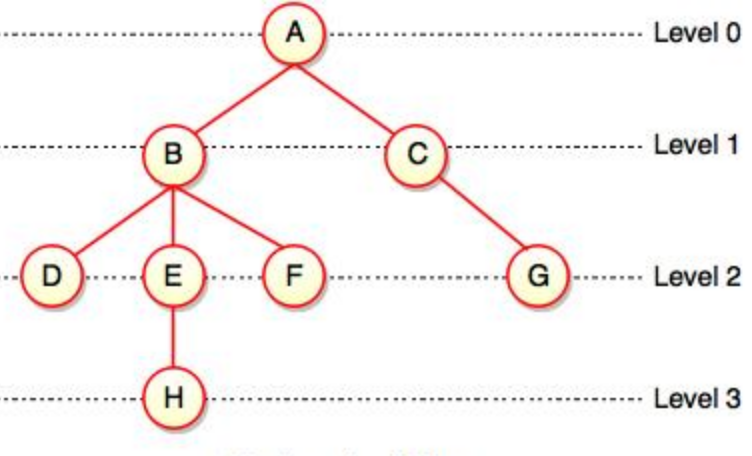 A Level 0
B C Level 1
D E F G Level 2
H Level 3